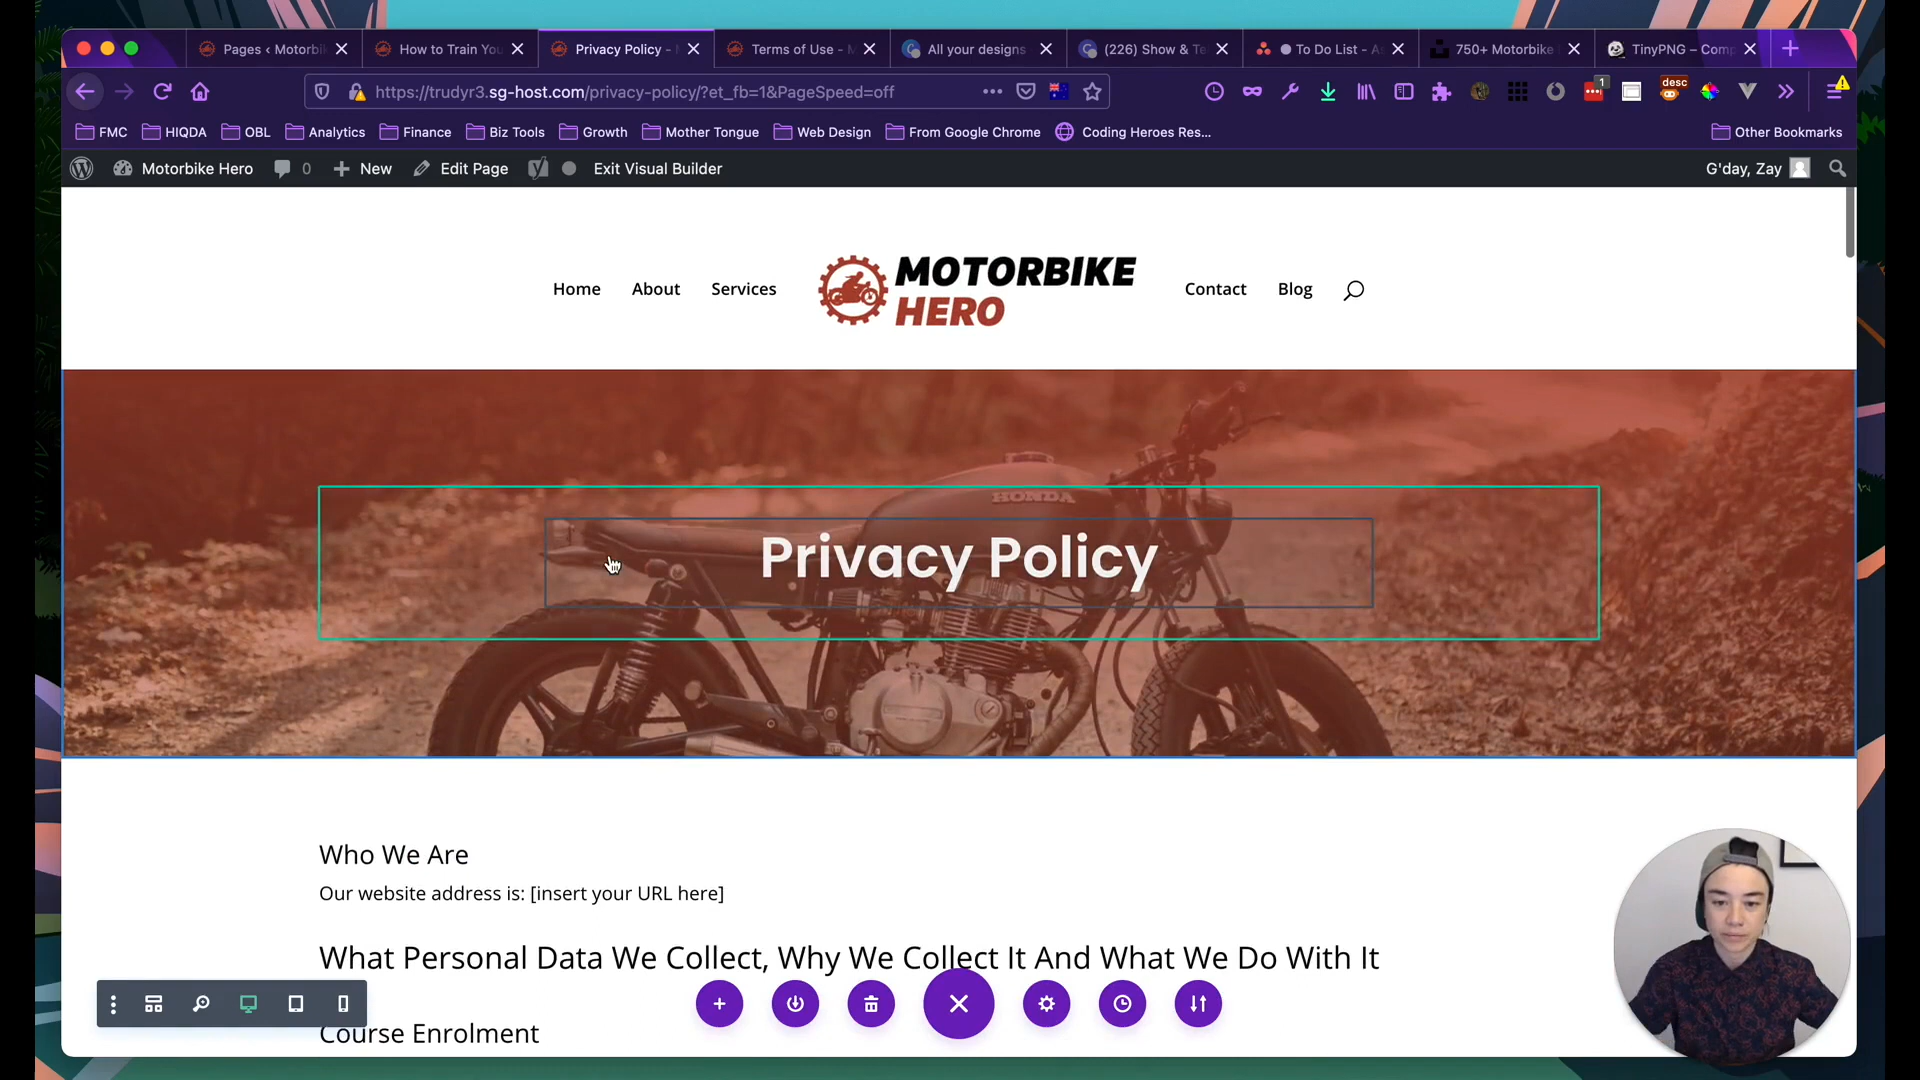 Pages ‹ Motorbi
How to Train You
Privacy Policy -
Terms of Use - M
All your designs
(226) Show & Te
To Do List - As
750+ Motorbike
TinyPNG – Comp
https://trudyr3.sg-host.com/privacy-policy/?et_fb=1&PageSpeed=off
1
desc
FMC
HIQDA
OBL
Analytics
Finance
Biz Tools
Growth
Mother Tongue
Web Design
From Google Chrome
Coding Heroes Res...
Other Bookmarks
Motorbike Hero
0
New
Edit Page
Exit Visual Builder
G'day, Zay
Home
About
Services
MOTORBIKE
HERO
Contact
Blog
HONDA
Privacy Policy
Who We Are
Our website address is: [insert your URL here]
What Personal Data We Collect, Why We Collect It And What We Do With It
Course Enrolment